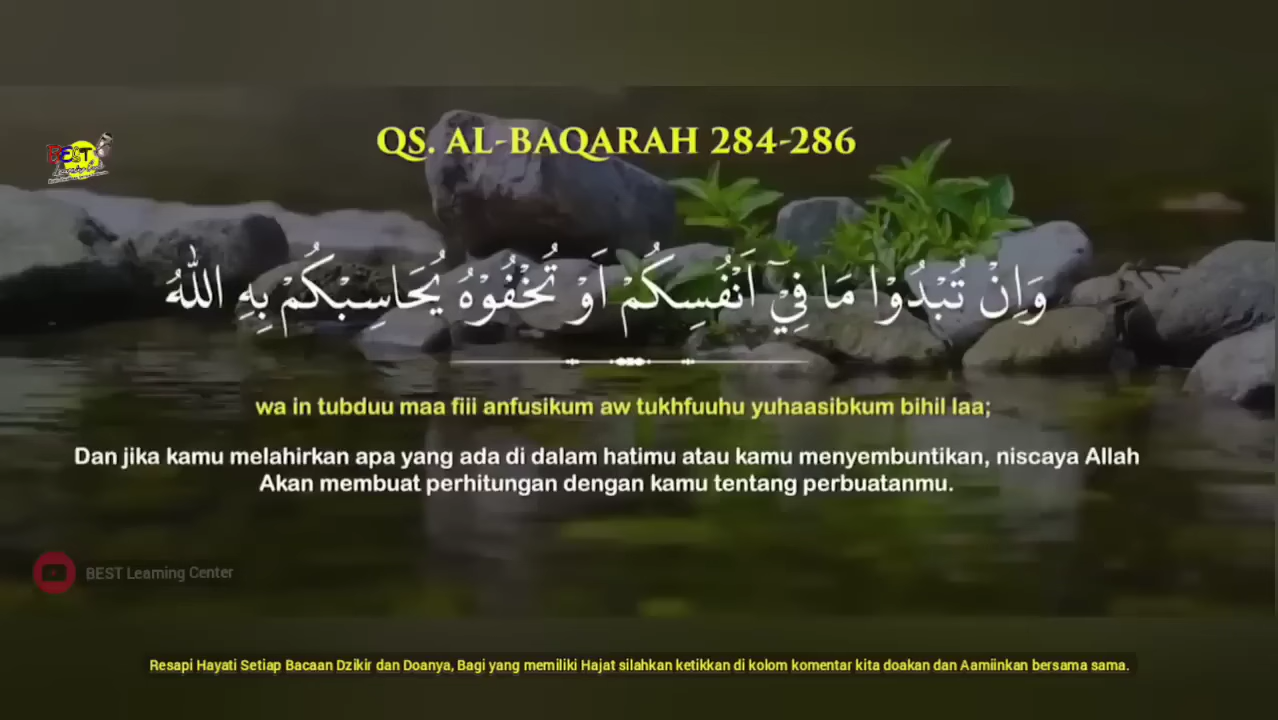 QS. AL-BAQARAH 284-286
BEST
وَاِنْ تُبْدُوْا مَا فِيْٓ اَنْفُسِكُمْ اَوْ تُخْفُوْهُ يُحَاسِبْكُمْ بِهِ اللّٰهُ
wa in tubduu maa fiii anfusikum aw tukhfuuhu yuhaasibkum bihil laa;
Dan jika kamu melahirkan apa yang ada di dalam hatimu atau kamu menyembuntikan, niscaya Allah
Akan membuat perhitungan dengan kamu tentang perbuatanmu.
BEST Learning Center
Resapi Hayati Setiap Bacaan Dzikir dan Doanya, Bagi yang memiliki Hajat silahkan ketikkan di kolom komentar kita doakan dan Aamiinkan bersama sama.